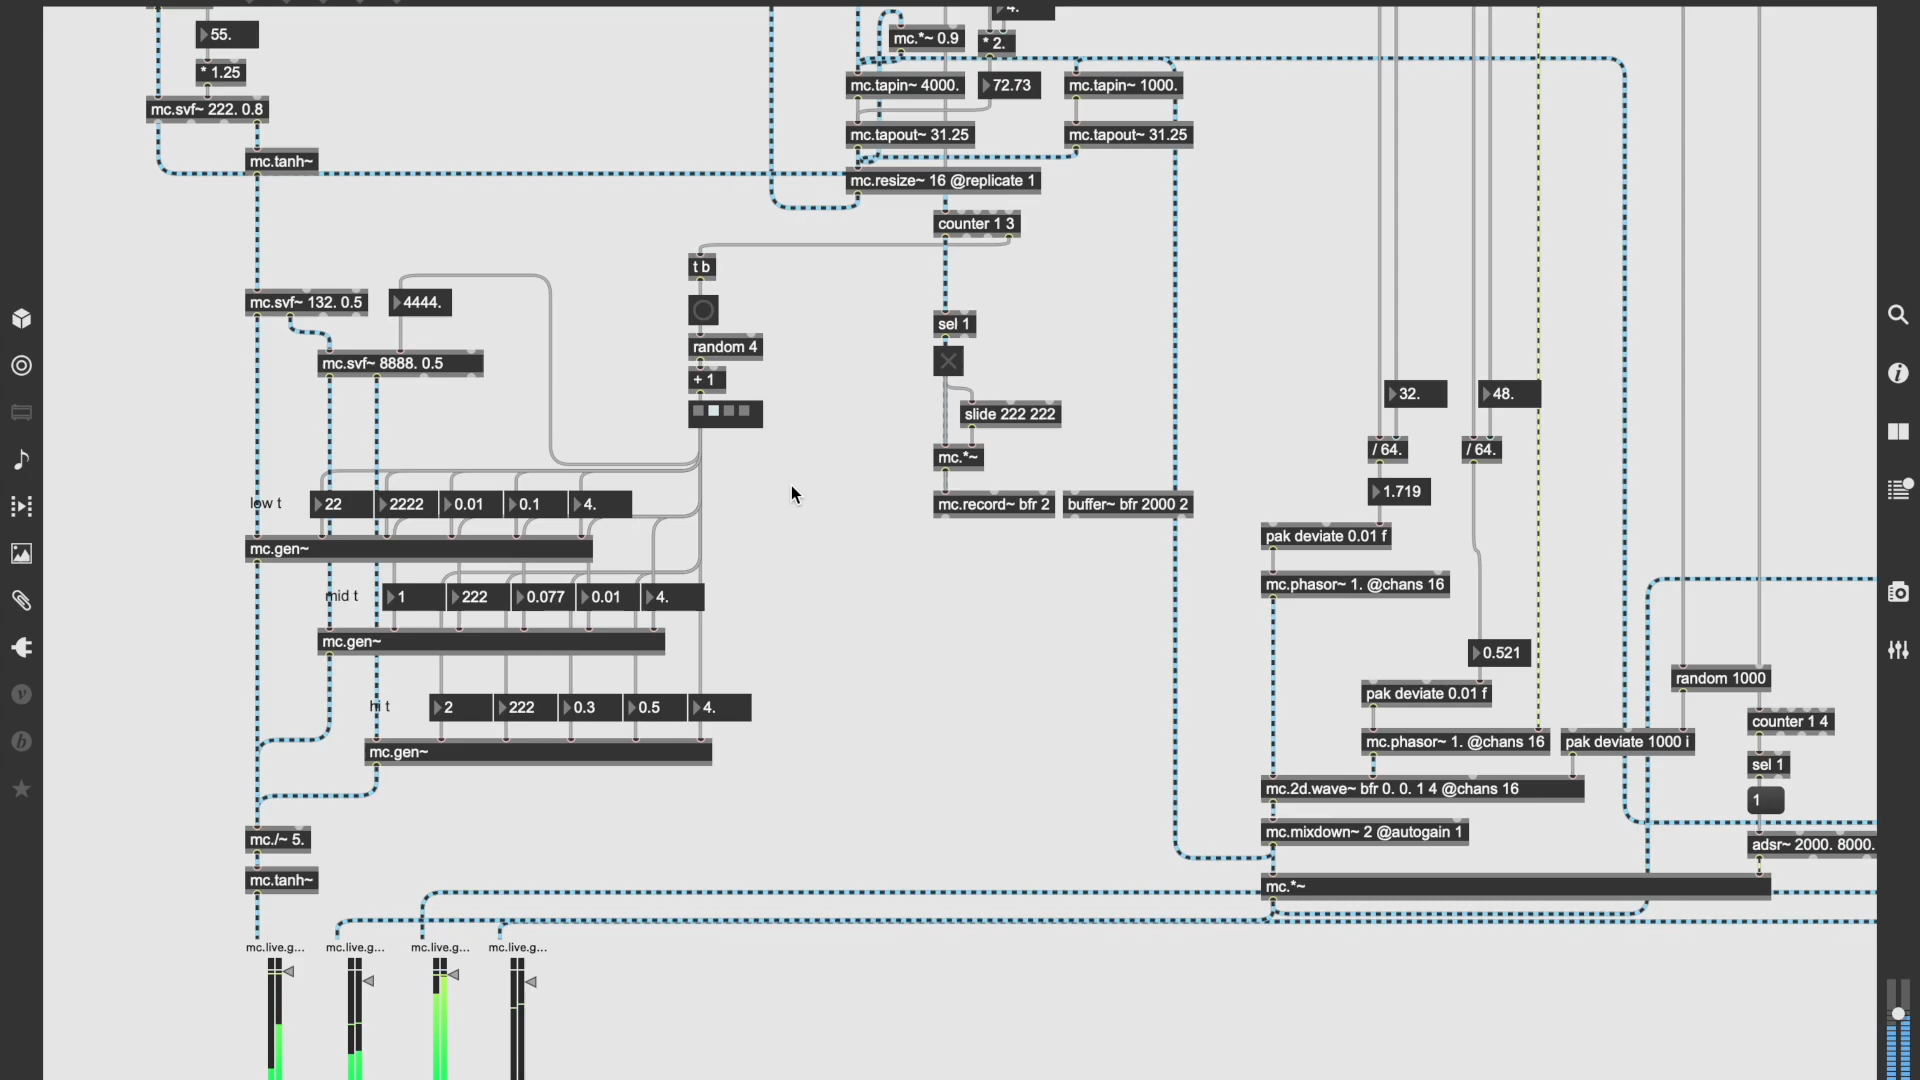 4.
55.
mc.*~ 0.9
* 2.
* 1.25
mc.tapin~ 4000.
72.73
mc.tapin~ 1000.
mc.svf~ 222. 0.8
mc.tapout~ 31.25
mc.tapout~ 31.25
mc.tanh~
mc.resize~ 16 @replicate 1
counter 1 3
t b
mc.svf~ 132. 0.5
4444.
sel 1
random 4
mc.svf~ 8888. 0.5
+ 1
32.
48.
slide 222 222
/ 64.
/ 64.
mc.*~
1.719
low t
22
2222
0.01
0.1
4.
mc.record~ bfr 2
buffer~ bfr 2000 2
pak deviate 0.01 f
mc.gen~
mc.phasor~ 1. @chans 16
mid t
1
222
0.077
0.01
4.
mc.gen~
0.521
random 1000
pak deviate 0.01 f
hi t
2
222
0.3
0.5
4.
counter 1 4
mc.gen~
mc.phasor~ 1. @chans 16
pak deviate 1000 i
sel 1
mc.2d.wave~ bfr 0. 0. 1 4 @chans 16
1
mc./~ 5.
mc.mixdown~ 2 @autogain 1
adsr~ 2000. 8000.
mc.tanh~
mc.*~
mc.live.g...
mc.live.g...
mc.live.g...
mc.live.g...